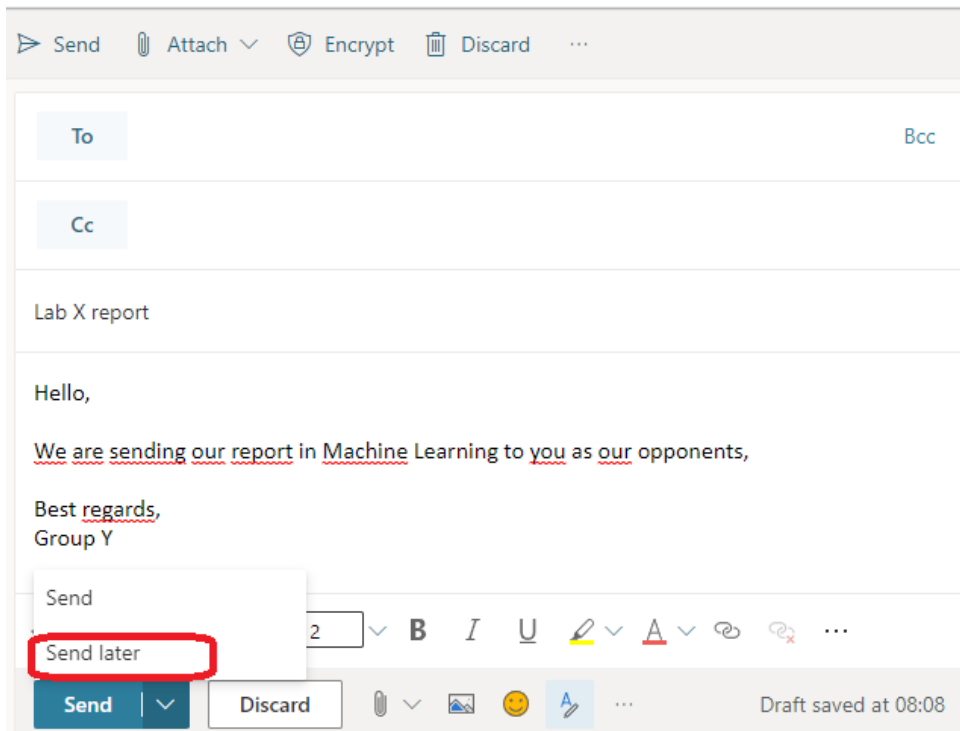 Send Attach Encrypt Discard ...
To Bcc
Cc
Lab X report
Hello,
We are sending our report in Machine Learning to you as our opponents,
Best regards,
Group Y
Send
2 B I U A ...
Send later
Send Discard ... Draft saved at 08:08